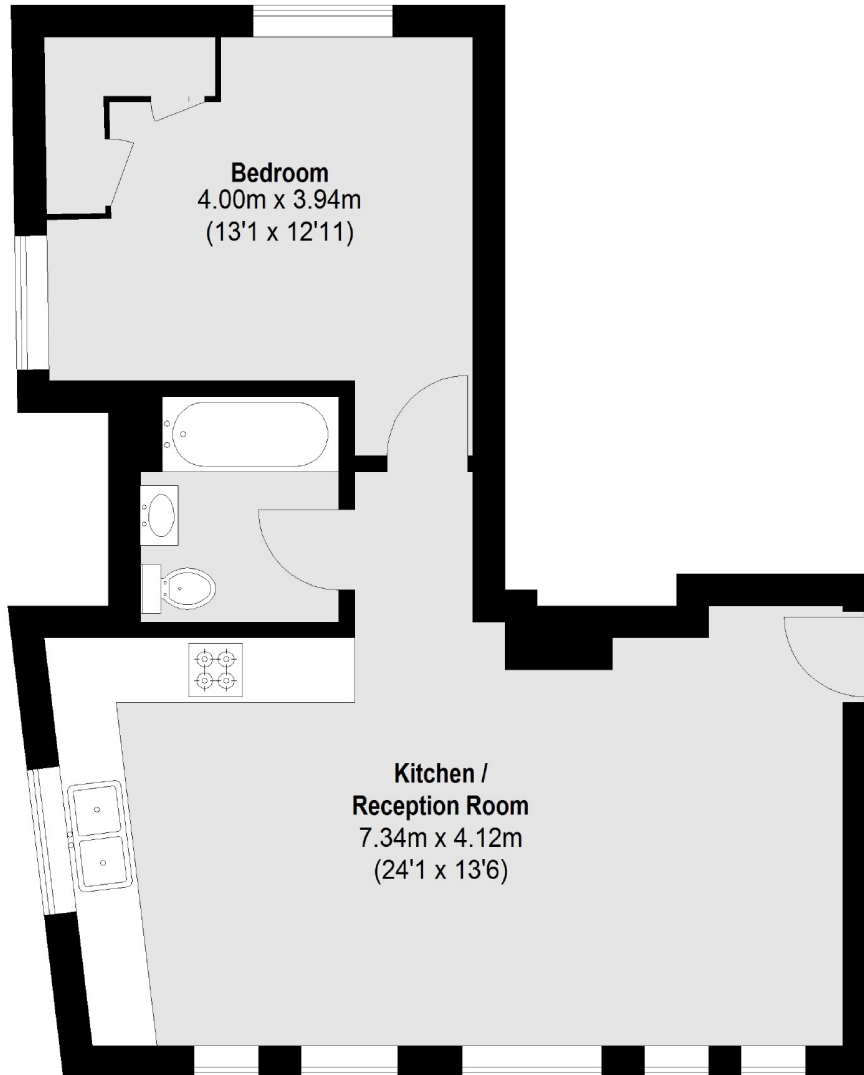 Bedroom
4.00m x 3.94m
(13'1 x 12'11)
Kitchen /
Reception Room
7.34m x 4.12m
(24'1 x 13'6)